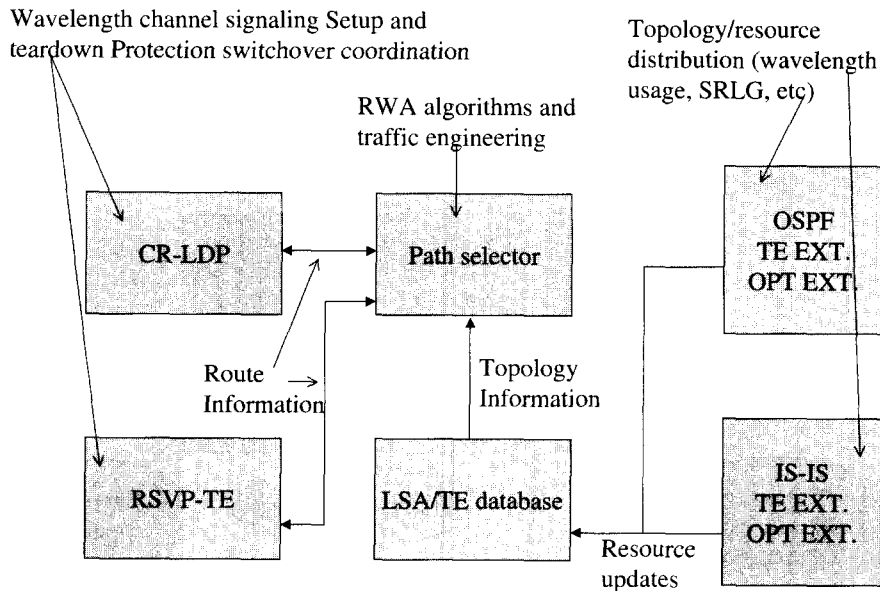 Wavelength channel signaling Setup and
teardown Protection switchover coordination
Topology/resource
distribution (wavelength
usage, SRLG, etc)
RWA algorithms and
traffic engineering
CR-LDP
Path selector
OSPF
TE EXT.
OPT EXT.
Route
Information
Topology
Information
RSVP-TE
LSA/TE database
IS-IS
TE EXT.
OPT EXT.
Resource
updates